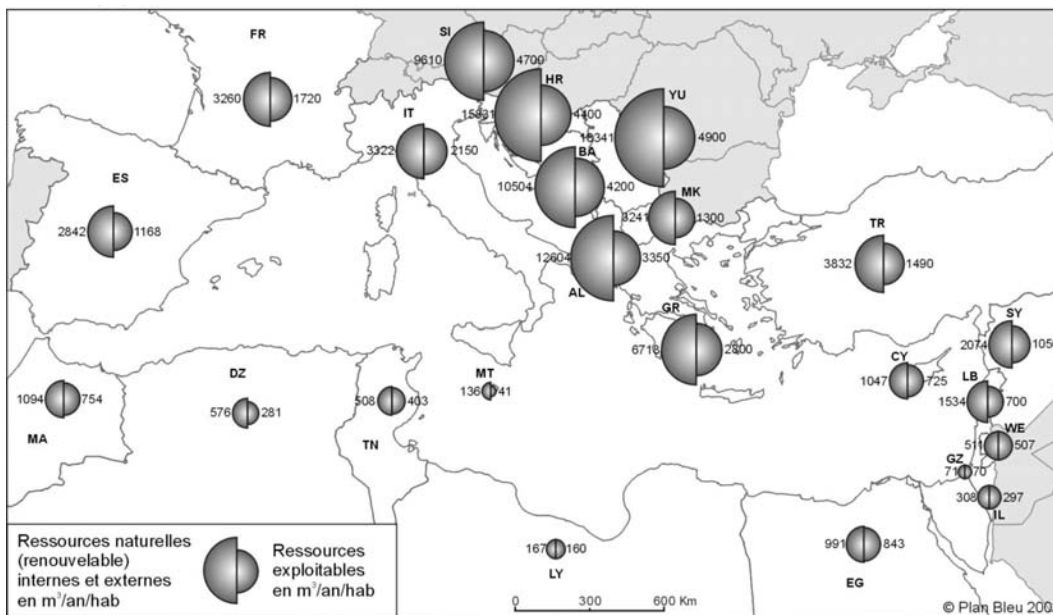 FR
3260 1720
SI
9610 4700
HR
4400
YU
4900
IT
3322 2150
BA
10504 4200
ES
2842 1168
MK
3241 1300
TR
3832 1490
12604 3350
AL
GR
2800
SY
2074
CY
1047 725
LB
1534 700
MT
DZ
576 281
508 403
TN
1094 754
MA
WE
507
GZ
308 297
IL
167 160
LY
991 843
EG
Ressources naturelles
(renouvelable)
internes et externes
en m³/an/hab
Ressources
exploitables
en m³/an/hab
0 300 600 Km
© Plan Bleu